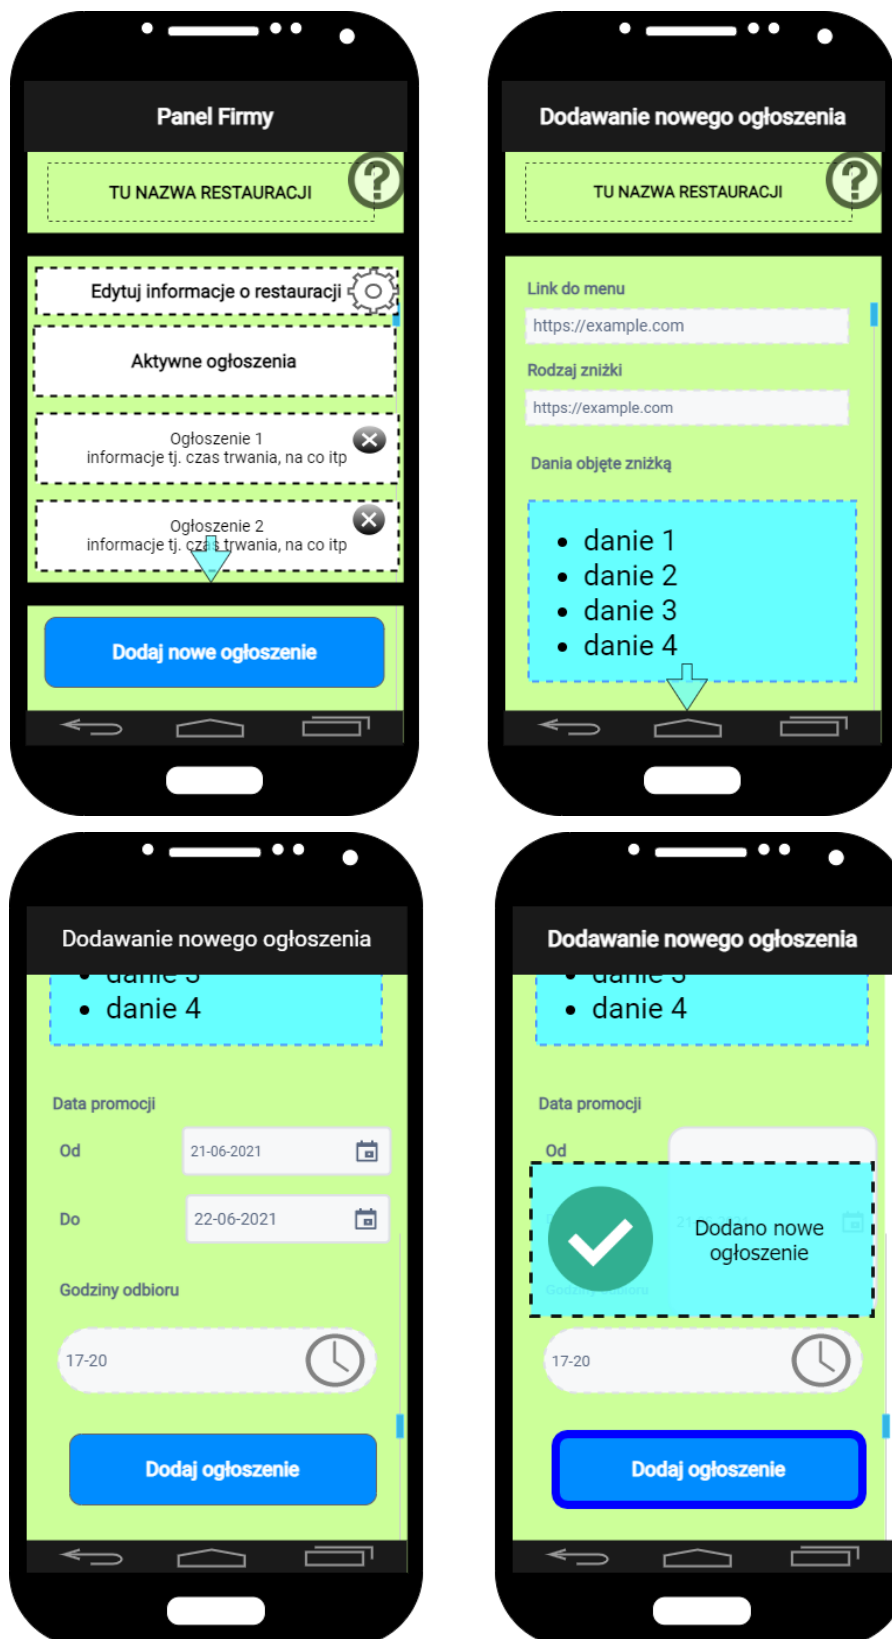 Panel Firmy
TU NAZWA RESTAURACJI
Edytuj informacje o restauracji
Aktywne ogłoszenia
Ogłoszenie 1
informacje tj. czas trwania, na co itp
Ogłoszenie 2
informacje tj. czas trwania, na co itp
Dodaj nowe ogłoszenie
Dodawanie nowego ogłoszenia
TU NAZWA RESTAURACJI
Link do menu
https://example.com
Rodzaj zniżki
https://example.com
Dania objęte zniżką
• danie 1
• danie 2
• danie 3
• danie 4
Dodawanie nowego ogłoszenia
• danie 3
• danie 4
Data promocji
Od
21-06-2021
Do
22-06-2021
Godziny odbioru
17-20
Dodaj ogłoszenie
Dodawanie nowego ogłoszenia
• danie 3
• danie 4
Data promocji
Od
Dodano nowe
ogłoszenie
17-20
Dodaj ogłoszenie